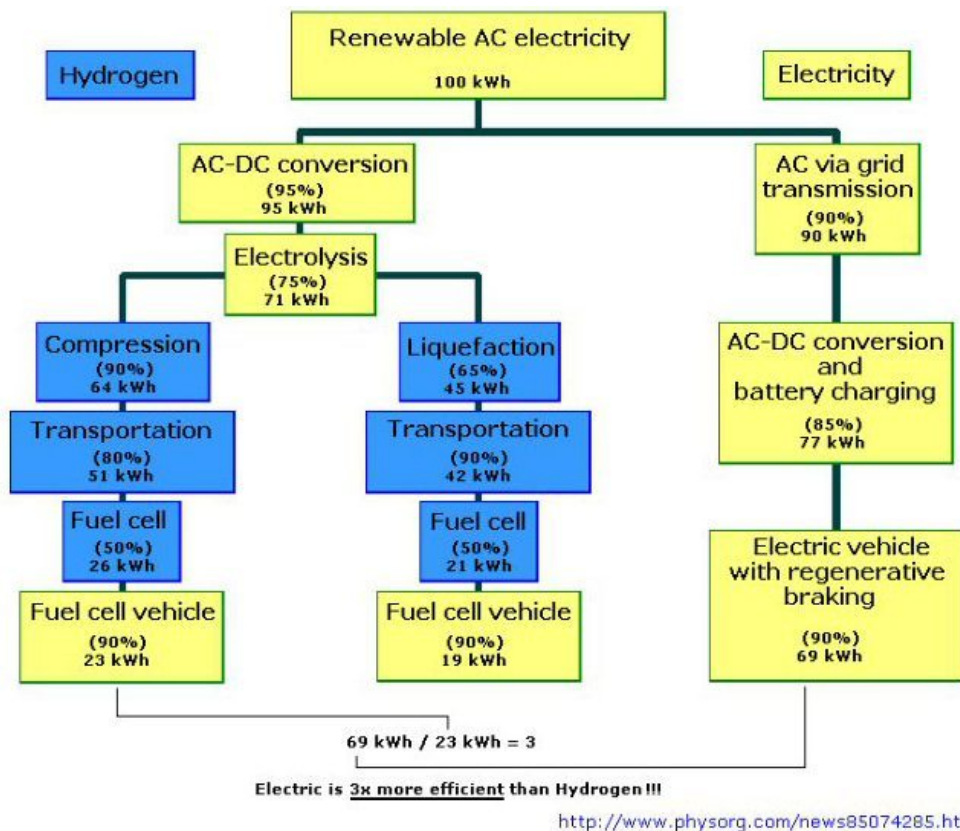 Renewable AC electricity
100 kWh
Hydrogen
Electricity
AC-DC conversion
(95%)
95 kWh
AC via grid
transmission
(90%)
90 kWh
Electrolysis
(75%)
71 kWh
Compression
(90%)
64 kWh
Liquefaction
(65%)
45 kWh
AC-DC conversion
and
battery charging
(85%)
77 kWh
Transportation
(80%)
51 kWh
Transportation
(90%)
42 kWh
Fuel cell
(50%)
26 kWh
Fuel cell
(50%)
21 kWh
Electric vehicle
with regenerative
braking
(90%)
69 kWh
Fuel cell vehicle
(90%)
23 kWh
Fuel cell vehicle
(90%)
19 kWh
69 kWh / 23 kWh = 3
Electric is 3x more efficient than Hydrogen!!!
http://www.physorg.com/news85074285.ht